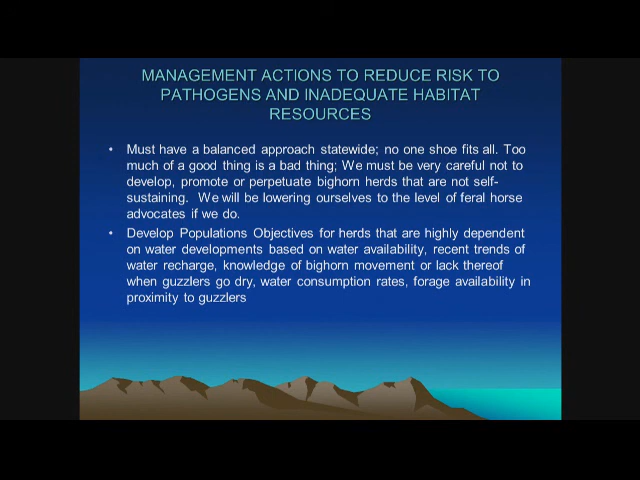 MANAGEMENT ACTIONS TO REDUCE RISK TO
PATHOGENS AND INADEQUATE HABITAT
RESOURCES
• Must have a balanced approach statewide; no one shoe fits all. Too
much of a good thing is a bad thing; We must be very careful not to
develop, promote or perpetuate bighorn herds that are not self-
sustaining. We will be lowering ourselves to the level of feral horse
advocates if we do.
• Develop Populations Objectives for herds that are highly dependent
on water developments based on water availability, recent trends of
water recharge, knowledge of bighorn movement or lack thereof
when guzzlers go dry, water consumption rates, forage availability in
proximity to guzzlers